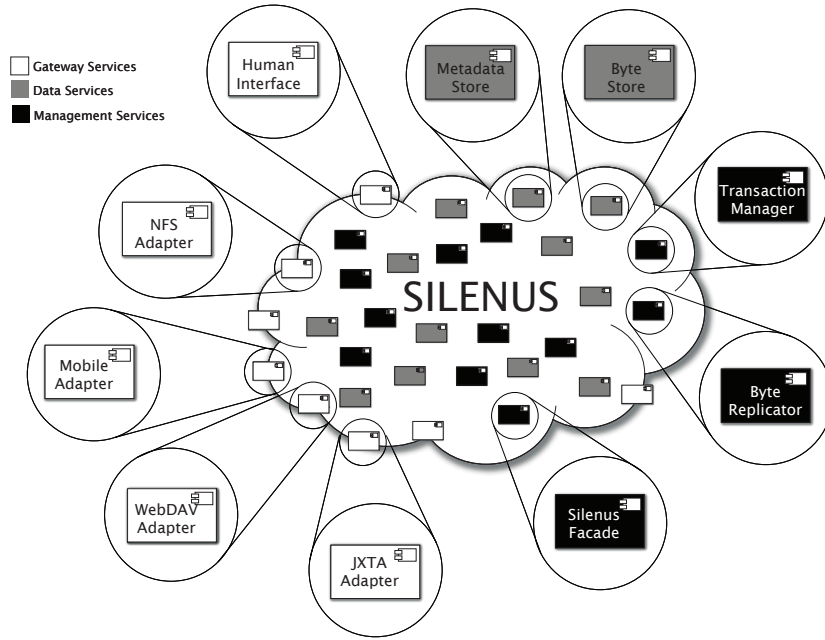 Gateway Services
Data Services
Management Services
Human
Interface
Metadata
Store
Byte
Store
Transaction
Manager
NFS
Adapter
SILENUS
Mobile
Adapter
Byte
Replicator
WebDAV
Adapter
Silenus
Facade
JXTA
Adapter